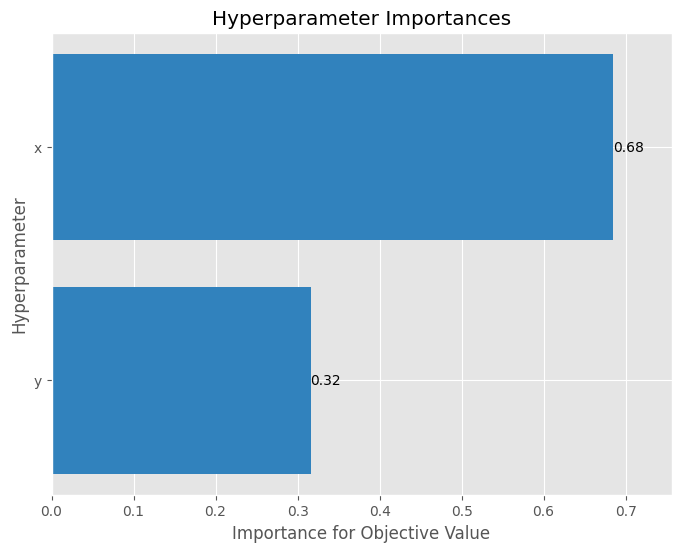 Hyperparameter Importances
Hyperparameter
x
0.68
y
0.32
0.0 0.1 0.2 0.3 0.4 0.5 0.6 0.7
Importance for Objective Value